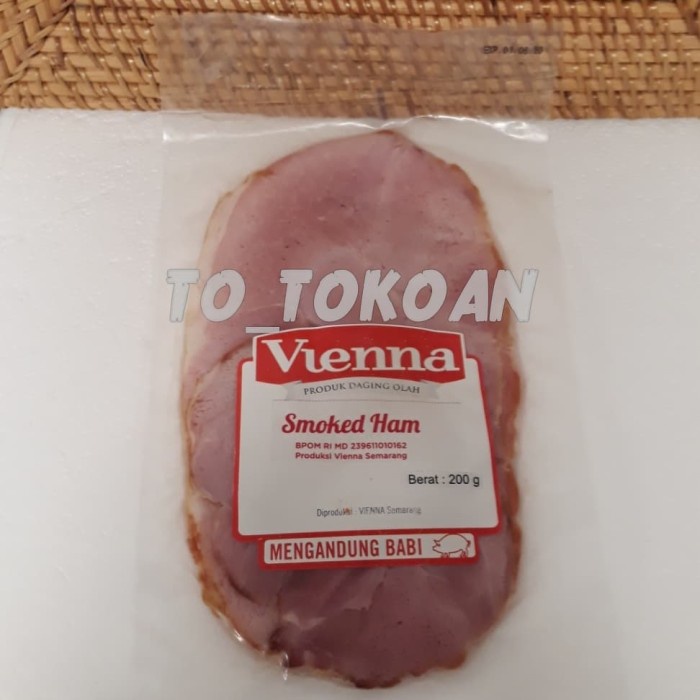 TO_TOKOAN
Vienna
PRODUK DAGING OLAH
Smoked Ham
BPOM RI MD 239611010162
Produksi Vienna Semarang
Berat : 200 g
VIENNA Semarang
MENGANDUNG BABI